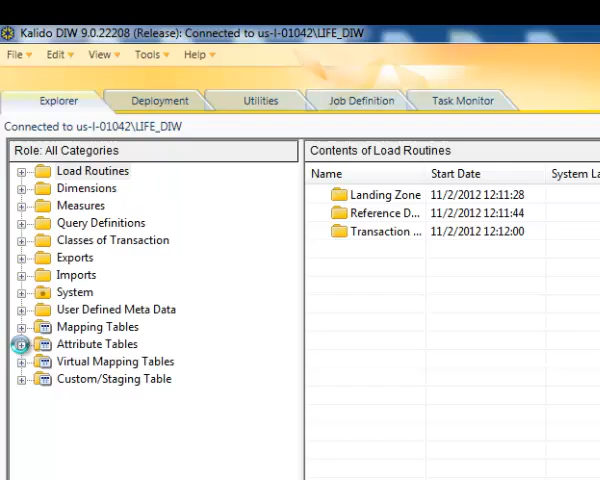 Kalido DIW 9.0.22208 (Release): Connected to us-l-01042\LIFE_DIW
File Edit View Tools Help
Explorer Deployment Utilities Job Definition Task Monitor
Connected to us-l-01042\LIFE_DIW
Role: All Categories
Load Routines
Dimensions
Measures
Query Definitions
Classes of Transaction
Exports
Imports
System
User Defined Meta Data
Mapping Tables
Attribute Tables
Virtual Mapping Tables
Custom/Staging Table
Contents of Load Routines
Name Start Date System La
Landing Zone 11/2/2012 12:11:28
Reference D... 11/2/2012 12:11:44
Transaction ... 11/2/2012 12:12:00